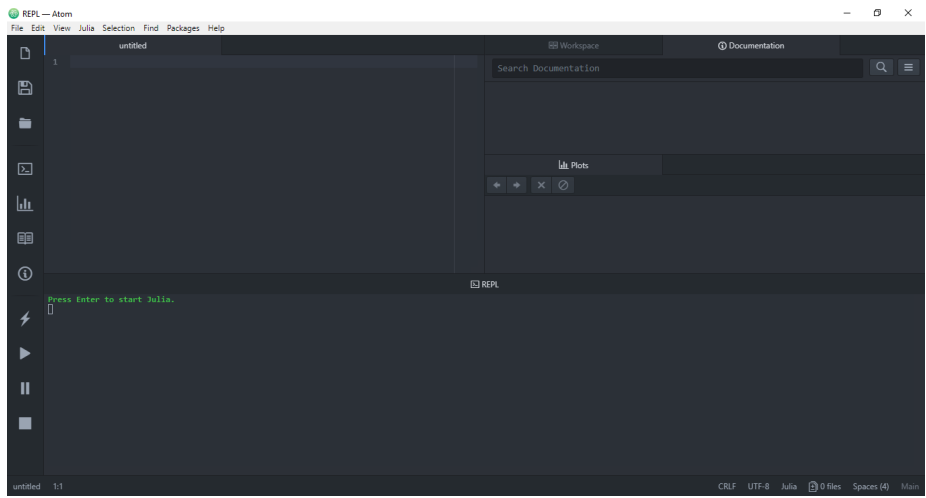 REPL — Atom
File Edit View Julia Selection Find Packages Help
untitled
Workspace
Documentation
1
Search Documentation
Plots
REPL
Press Enter to start Julia.
untitled 1:1
CRLF UTF-8 Julia 0 files Spaces (4) Main